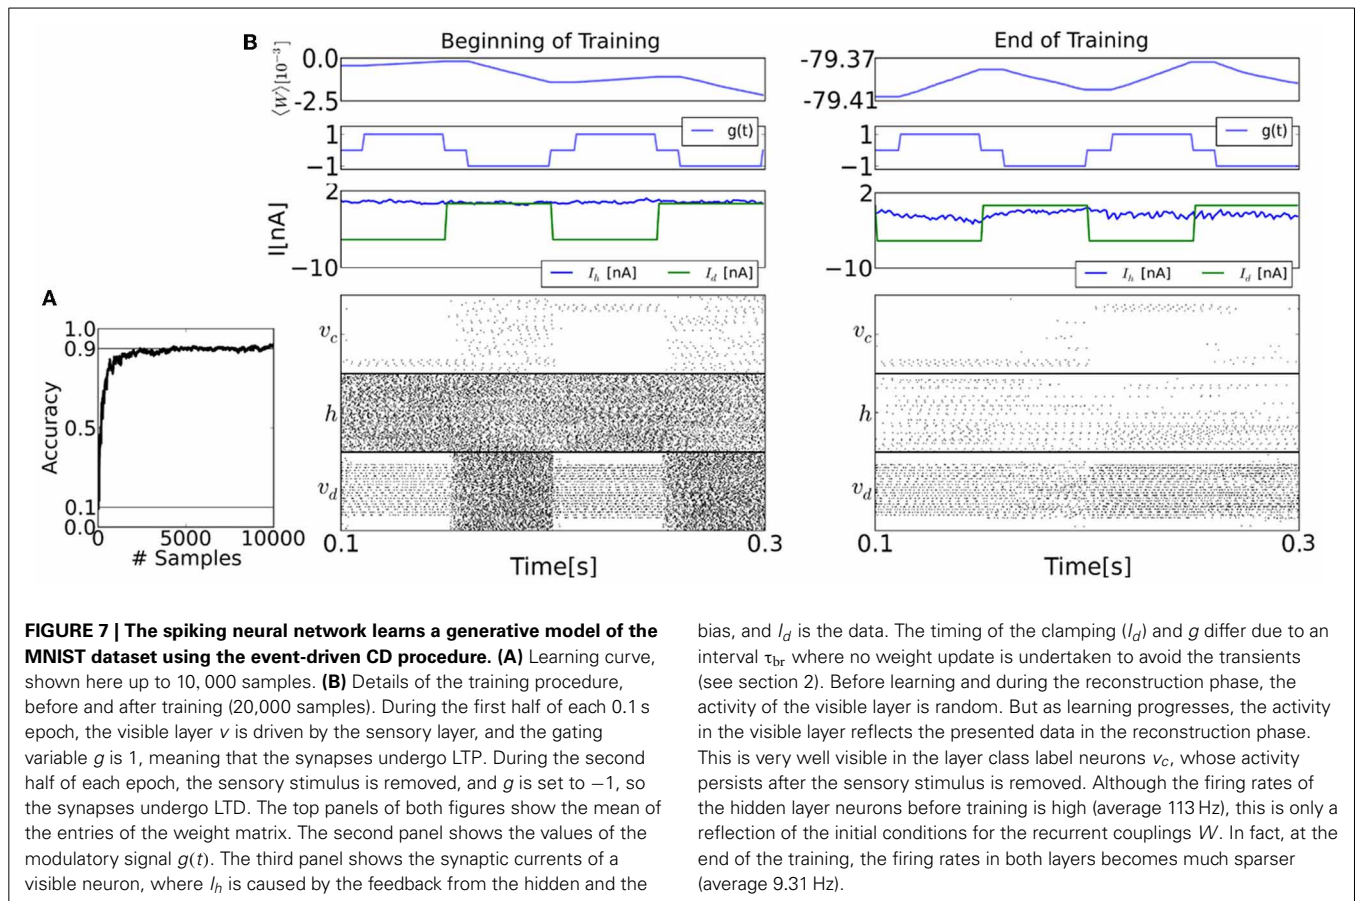 B
Beginning of Training
End of Training
⟨W⟩[10⁻³]
0.0
-2.5
-79.37
-79.41
1
−1
g(t)
1
−1
g(t)
I[nA]
2
−10
I_h [nA] I_d [nA]
2
−10
I_h [nA] I_d [nA]
A
Accuracy
1.0
0.9
0.5
0.1
0.0
0 5000 10000
# Samples
v_c
h
v_d
0.1 0.3
Time[s]
v_c
h
v_d
0.1 0.3
Time[s]
FIGURE 7 | The spiking neural network learns a generative model of the
MNIST dataset using the event-driven CD procedure. (A) Learning curve,
shown here up to 10, 000 samples. (B) Details of the training procedure,
before and after training (20,000 samples). During the first half of each 0.1 s
epoch, the visible layer v is driven by the sensory layer, and the gating
variable g is 1, meaning that the synapses undergo LTP. During the second
half of each epoch, the sensory stimulus is removed, and g is set to −1, so
the synapses undergo LTD. The top panels of both figures show the mean of
the entries of the weight matrix. The second panel shows the values of the
modulatory signal g(t). The third panel shows the synaptic currents of a
visible neuron, where I_h is caused by the feedback from the hidden and the
bias, and I_d is the data. The timing of the clamping (I_d) and g differ due to an
interval τ_br where no weight update is undertaken to avoid the transients
(see section 2). Before learning and during the reconstruction phase, the
activity of the visible layer is random. But as learning progresses, the activity
in the visible layer reflects the presented data in the reconstruction phase.
This is very well visible in the layer class label neurons v_c, whose activity
persists after the sensory stimulus is removed. Although the firing rates of
the hidden layer neurons before training is high (average 113 Hz), this is only a
reflection of the initial conditions for the recurrent couplings W. In fact, at the
end of the training, the firing rates in both layers becomes much sparser
(average 9.31 Hz).